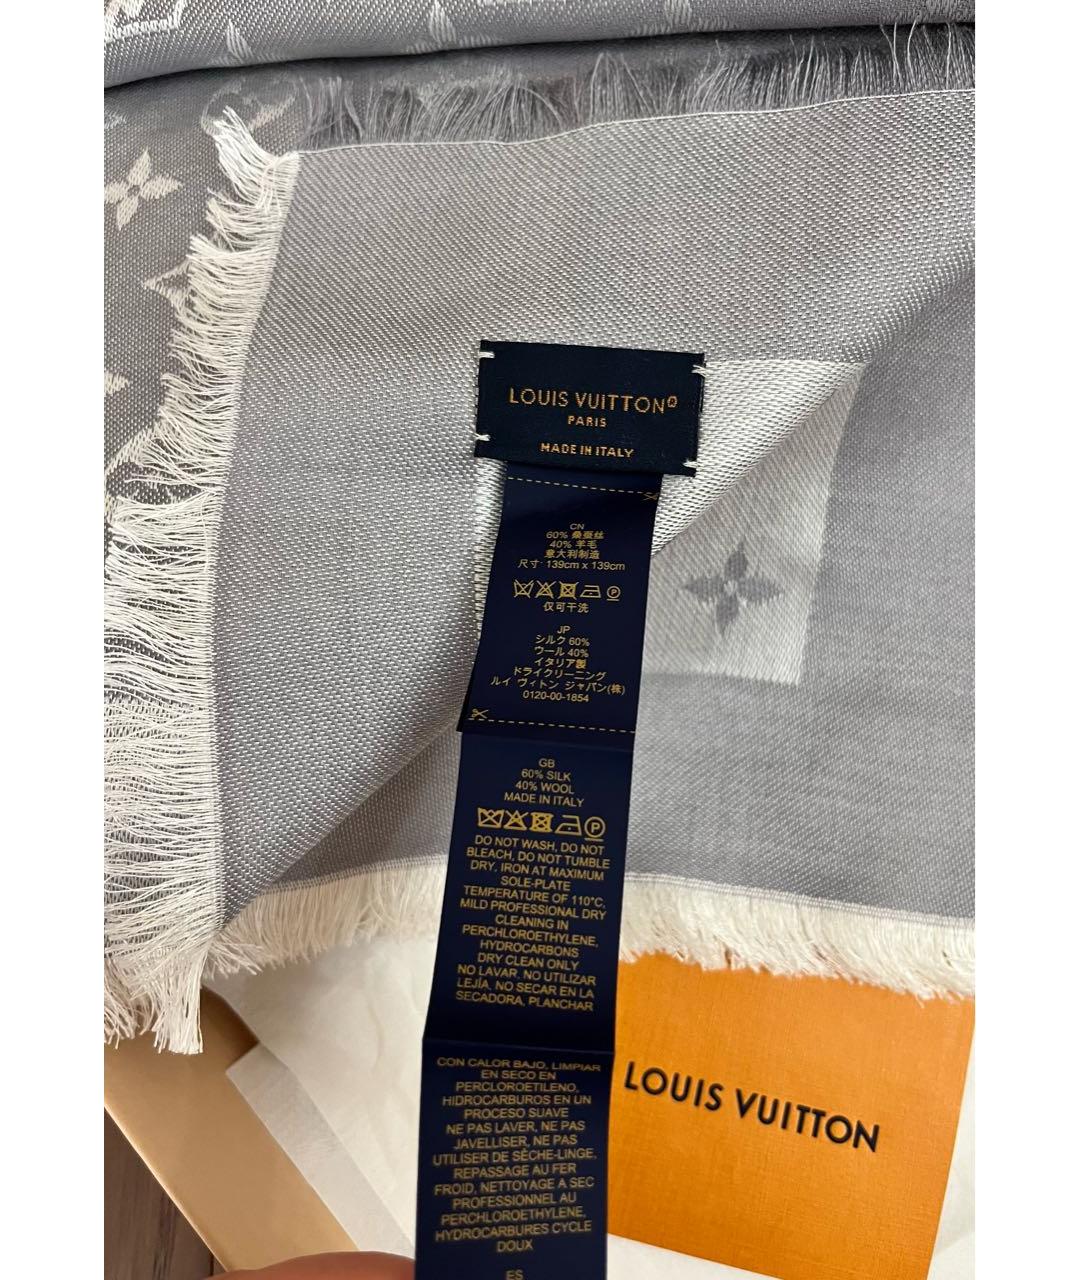 LOUIS VUITTON®
PARIS
MADE IN ITALY
CN
60% 桑蚕丝
40% 羊毛
意大利制造
尺寸: 139cm x 139cm
仅可干洗
JP
シルク 60%
ウール 40%
イタリア製
ドライクリーニング
ルイ ヴィトン ジャパン(株)
0120-00-1854
GB
60% SILK
40% WOOL
MADE IN ITALY
P
DO NOT WASH, DO NOT
BLEACH, DO NOT TUMBLE
DRY, IRON AT MAXIMUM
SOLE-PLATE
TEMPERATURE OF 110°C,
MILD PROFESSIONAL DRY
CLEANING IN
PERCHLOROETHYLENE,
HYDROCARBONS
DRY CLEAN ONLY
NO LAVAR. NO UTILIZAR
LEJÍA, NO SECAR EN LA
SECADORA, PLANCHAR
CON CALOR BAJO, LIMPIAR
EN SECO EN
PERCLOROETILENO,
HIDROCARBUROS EN UN
PROCESO SUAVE
NE PAS LAVER, NE PAS
JAVELLISER, NE PAS
UTILISER DE SÈCHE-LINGE,
REPASSAGE AU FER
FROID, NETTOYAGE A SEC
PROFESSIONNEL AU
PERCHLOROETHYLENE,
HYDROCARBURES CYCLE
DOUX
ES
LOUIS VUITTON